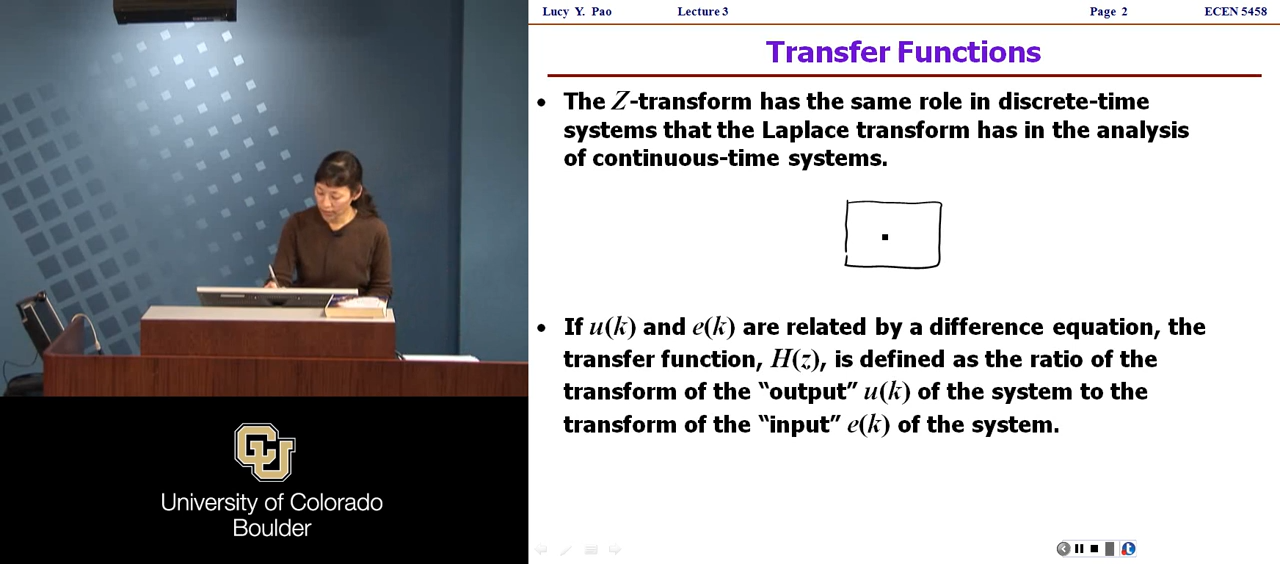 Lucy Y. Pao Lecture 3 Page 2 ECEN 5458
Transfer Functions
• The Z-transform has the same role in discrete-time
systems that the Laplace transform has in the analysis
of continuous-time systems.
• If u(k) and e(k) are related by a difference equation, the
transfer function, H(z), is defined as the ratio of the
transform of the “output” u(k) of the system to the
transform of the “input” e(k) of the system.
CU
University of Colorado
Boulder